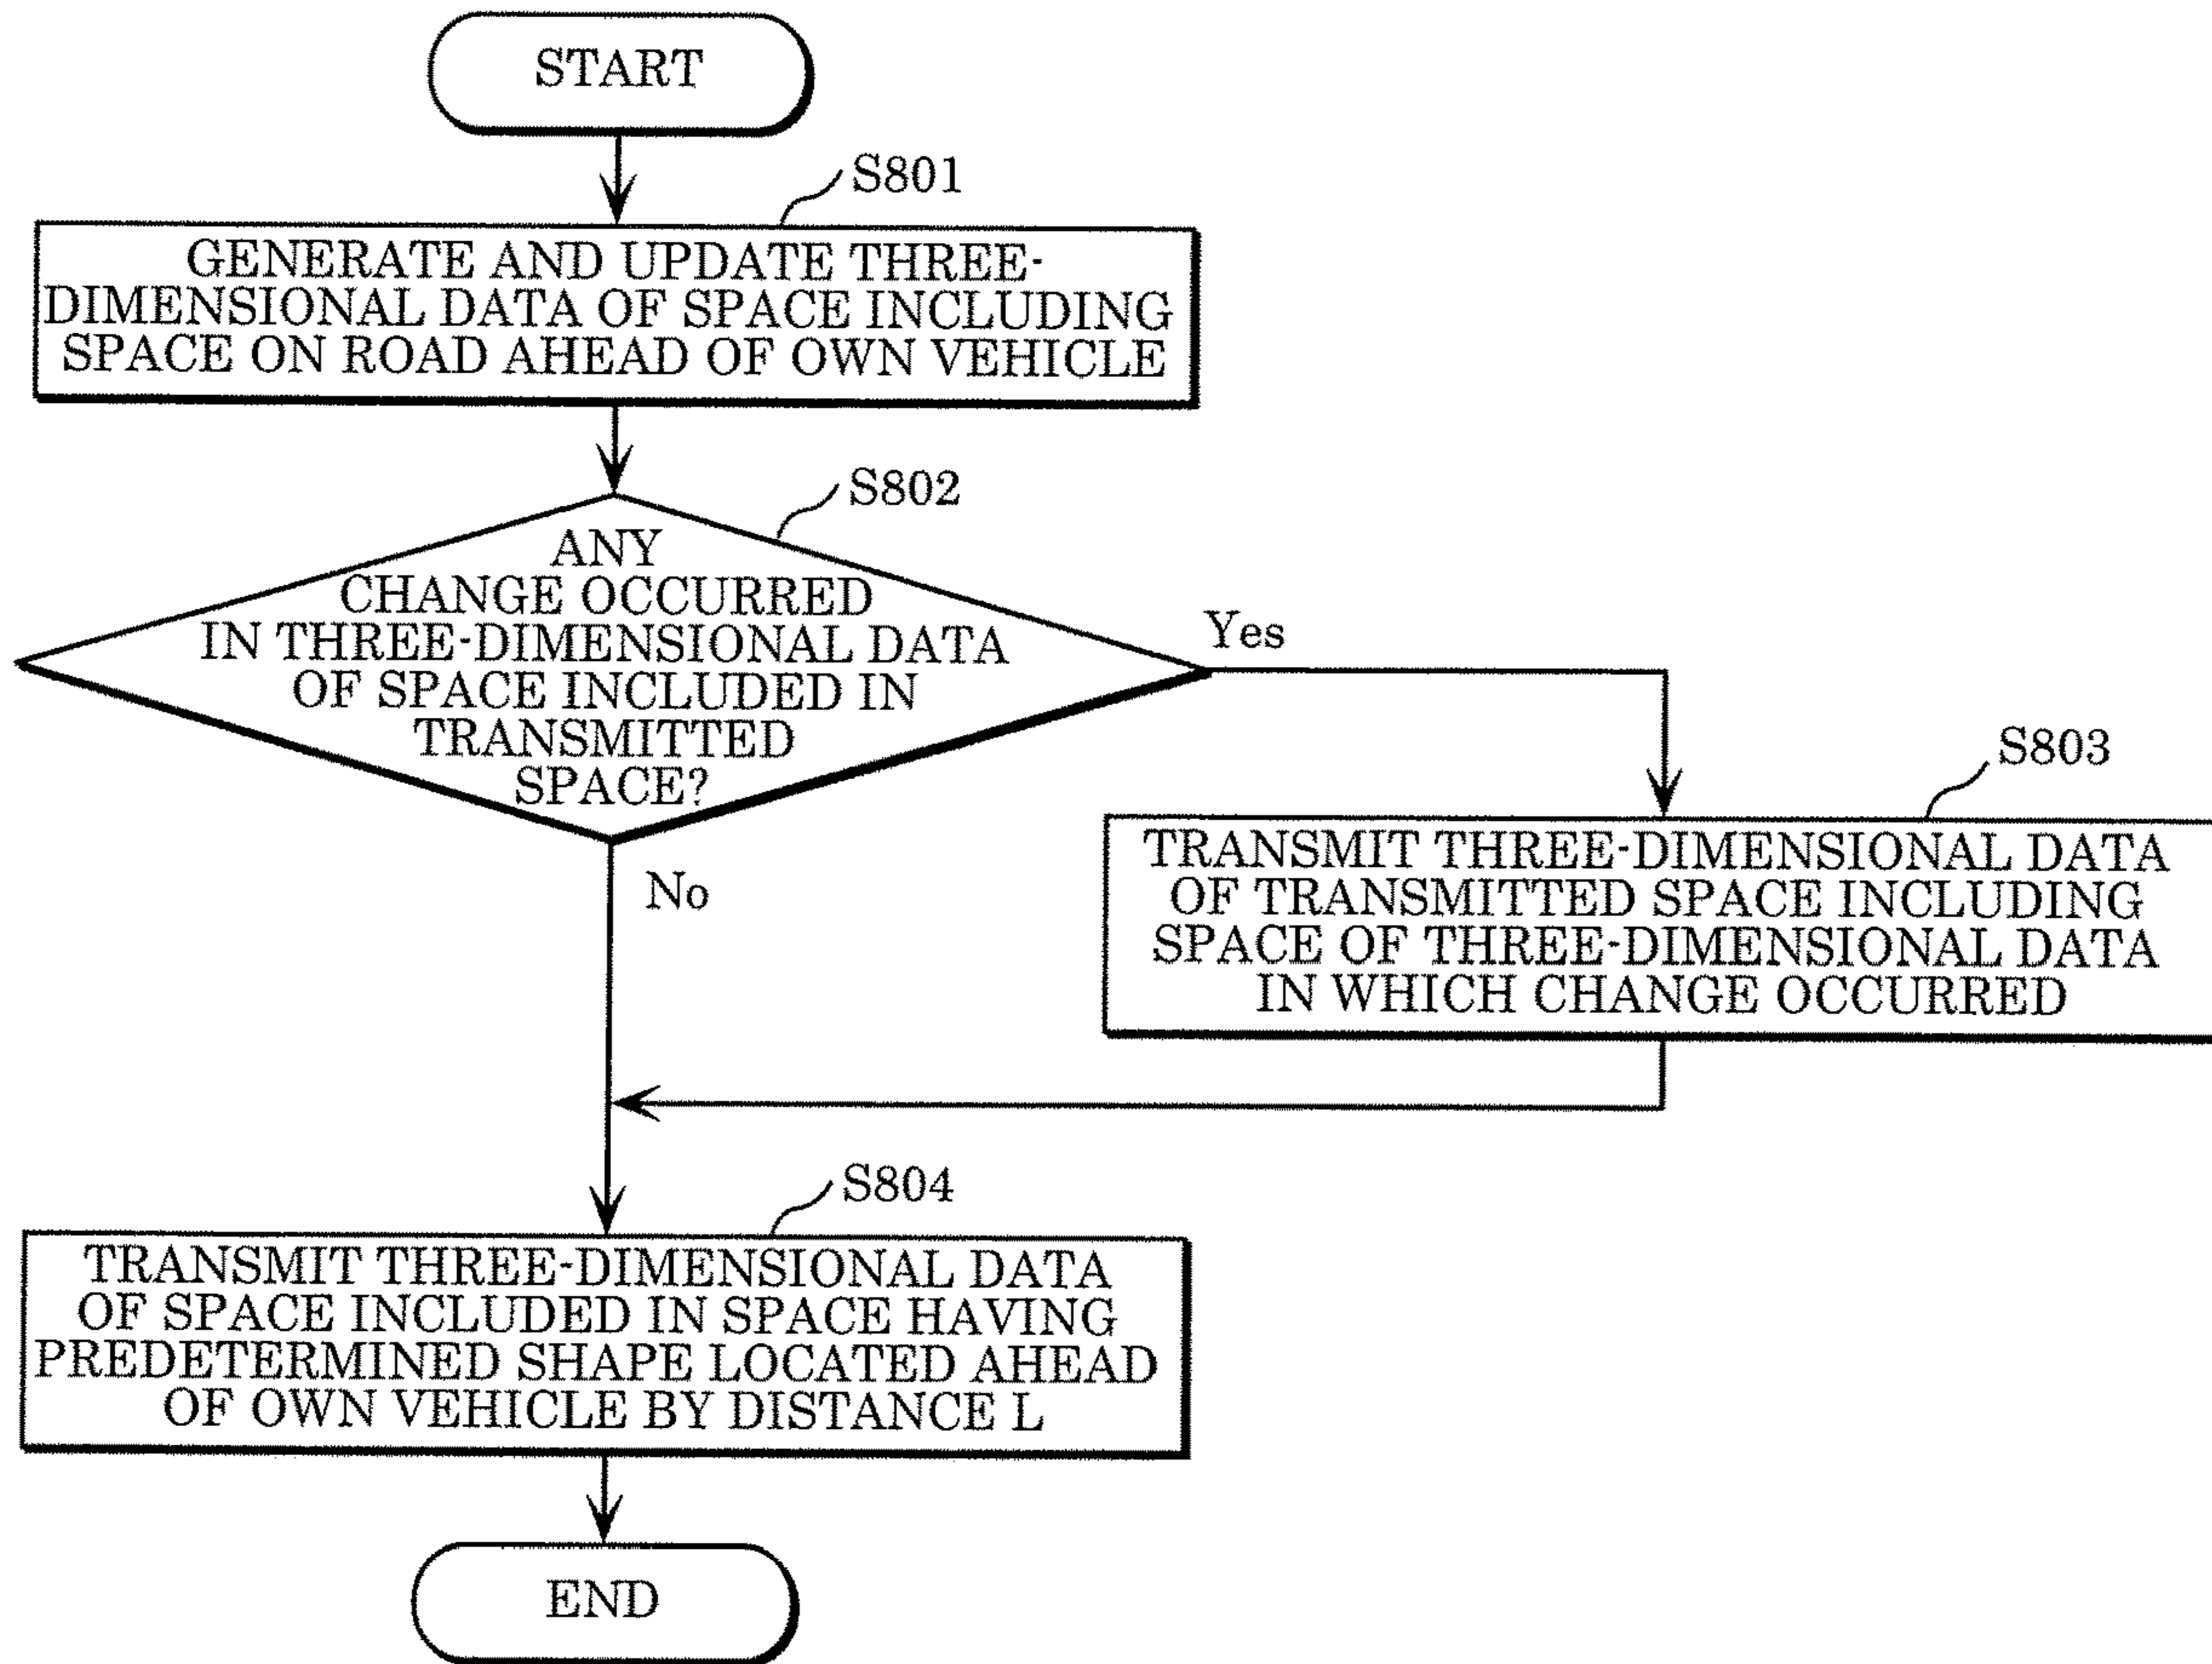 START
S801
GENERATE AND UPDATE THREE-
DIMENSIONAL DATA OF SPACE INCLUDING
SPACE ON ROAD AHEAD OF OWN VEHICLE
S802
ANY
CHANGE OCCURRED
IN THREE-DIMENSIONAL DATA
OF SPACE INCLUDED IN
TRANSMITTED
SPACE?
Yes
No
S803
TRANSMIT THREE-DIMENSIONAL DATA
OF TRANSMITTED SPACE INCLUDING
SPACE OF THREE-DIMENSIONAL DATA
IN WHICH CHANGE OCCURRED
S804
TRANSMIT THREE-DIMENSIONAL DATA
OF SPACE INCLUDED IN SPACE HAVING
PREDETERMINED SHAPE LOCATED AHEAD
OF OWN VEHICLE BY DISTANCE L
END